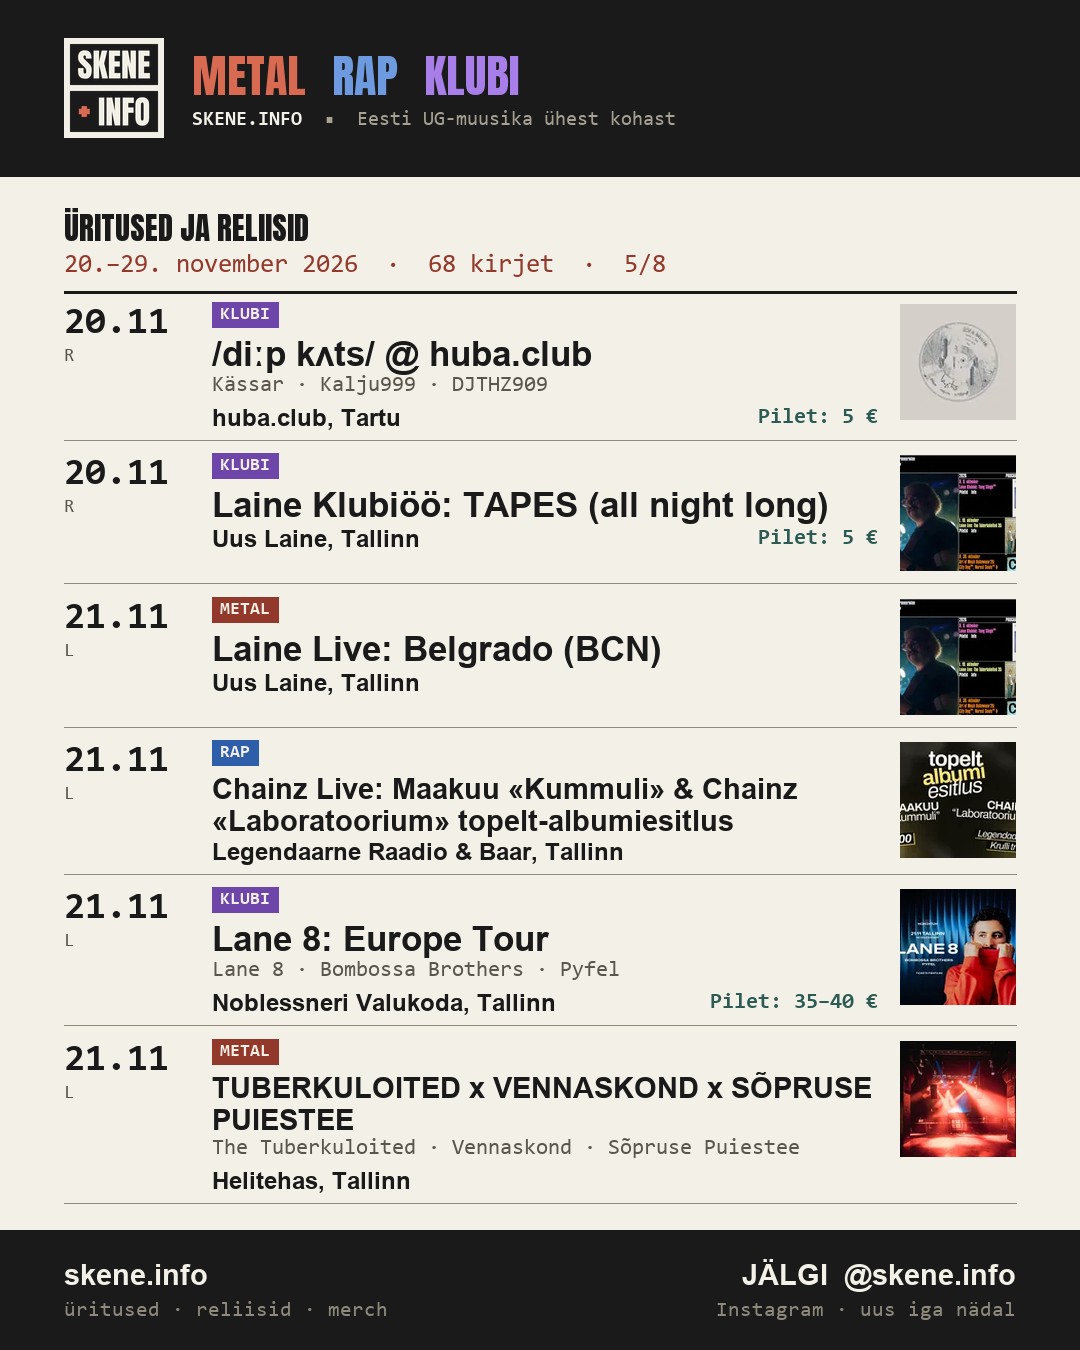 SKENE
INFO
METAL RAP KLUBI
SKENE.INFO ▪ Eesti UG-muusika ühest kohast
ÜRITUSED JA RELIISID
20.–29. november 2026 · 68 kirjet · 5/8
20.11
R
KLUBI
/diːp kʌts/ @ huba.club
Kässar · Kalju999 · DJTHZ909
huba.club, Tartu
Pilet: 5 €
20.11
R
KLUBI
Laine Klubiöö: TAPES (all night long)
Uus Laine, Tallinn
Pilet: 5 €
21.11
L
METAL
Laine Live: Belgrado (BCN)
Uus Laine, Tallinn
21.11
L
RAP
Chainz Live: Maakuu «Kummuli» & Chainz
«Laboratoorium» topelt-albumiesitlus
Legendaarne Raadio & Baar, Tallinn
topelt
albumi
esitlus
21.11
L
KLUBI
Lane 8: Europe Tour
Lane 8 · Bombossa Brothers · Pyfel
Noblessneri Valukoda, Tallinn
Pilet: 35–40 €
LANE 8
BOMBOSSA BROTHERS
PYFEL
21.11
L
METAL
TUBERKULOITED x VENNASKOND x SÕPRUSE
PUIESTEE
The Tuberkuloited · Vennaskond · Sõpruse Puiestee
Helitehas, Tallinn
skene.info
üritused · reliisid · merch
JÄLGI @skene.info
Instagram · uus iga nädal